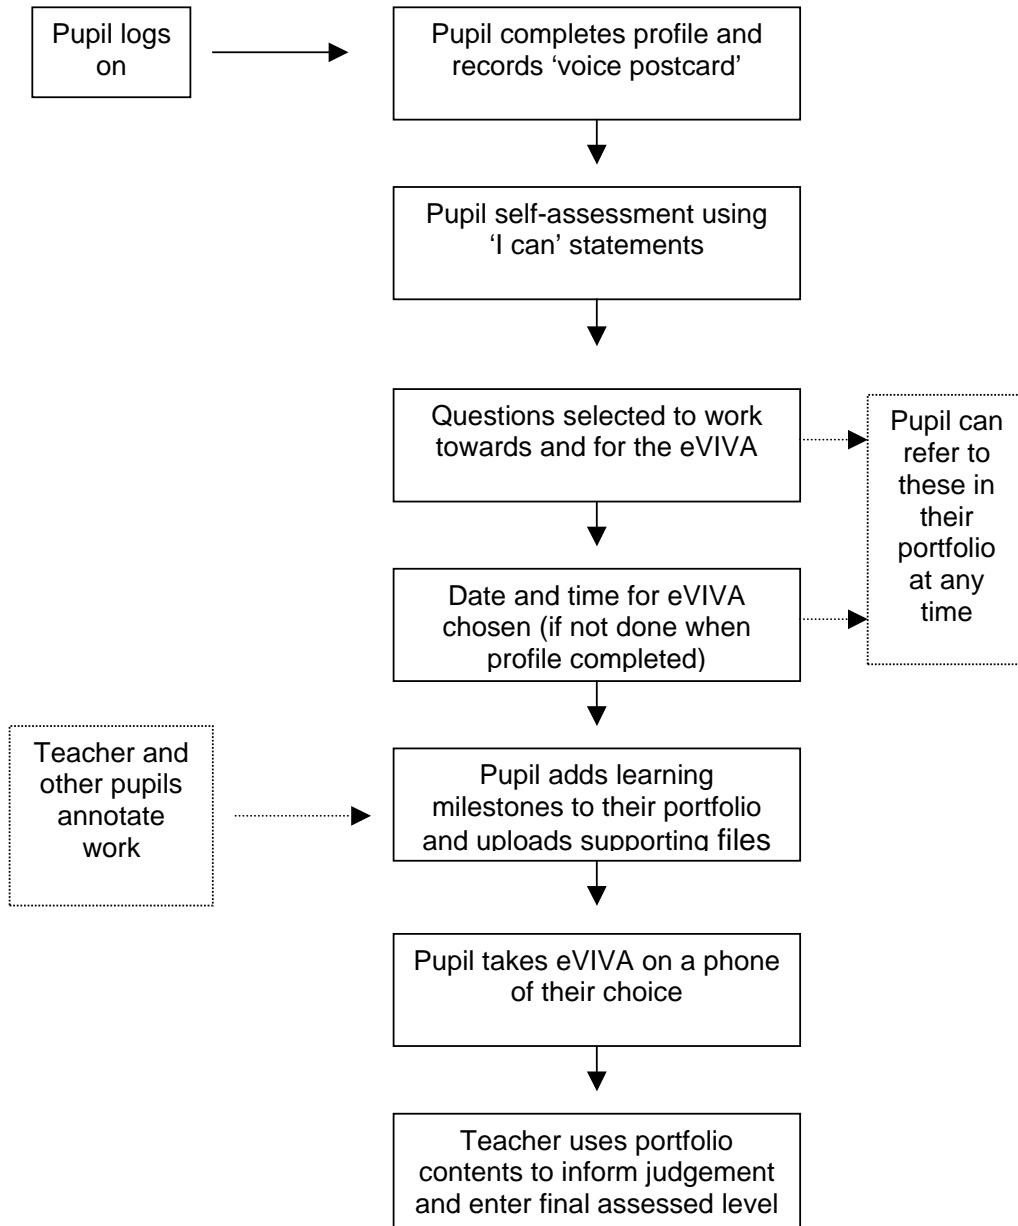 Pupil logs
on
Pupil completes profile and
records ‘voice postcard’
Pupil self-assessment using
‘I can’ statements
Questions selected to work
towards and for the eVIVA
Pupil can
refer to
these in
their
portfolio
at any
time
Date and time for eVIVA
chosen (if not done when
profile completed)
Teacher and
other pupils
annotate
work
Pupil adds learning
milestones to their portfolio
and uploads supporting files
Pupil takes eVIVA on a phone
of their choice
Teacher uses portfolio
contents to inform judgement
and enter final assessed level